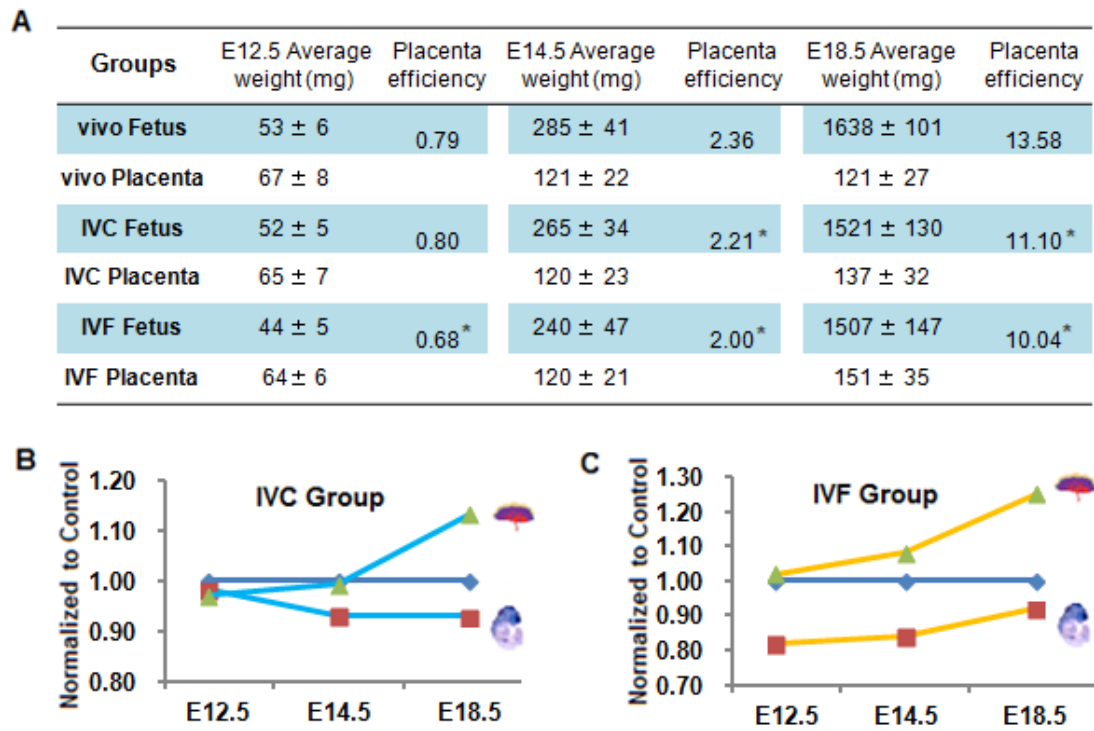 A
Groups E12.5 Average weight (mg) Placenta efficiency E14.5 Average weight (mg) Placenta efficiency E18.5 Average weight (mg) Placenta efficiency
vivo Fetus 53 ± 6 0.79 285 ± 41 2.36 1638 ± 101 13.58
vivo Placenta 67 ± 8 121 ± 22 121 ± 27
IVC Fetus 52 ± 5 0.80 265 ± 34 2.21* 1521 ± 130 11.10*
IVC Placenta 65 ± 7 120 ± 23 137 ± 32
IVF Fetus 44 ± 5 0.68* 240 ± 47 2.00* 1507 ± 147 10.04*
IVF Placenta 64 ± 6 120 ± 21 151 ± 35
B
Normalized to Control
IVC Group
1.20
1.10
1.00
0.90
0.80
E12.5 E14.5 E18.5
C
Normalized to Control
IVF Group
1.30
1.20
1.10
1.00
0.90
0.80
0.70
E12.5 E14.5 E18.5